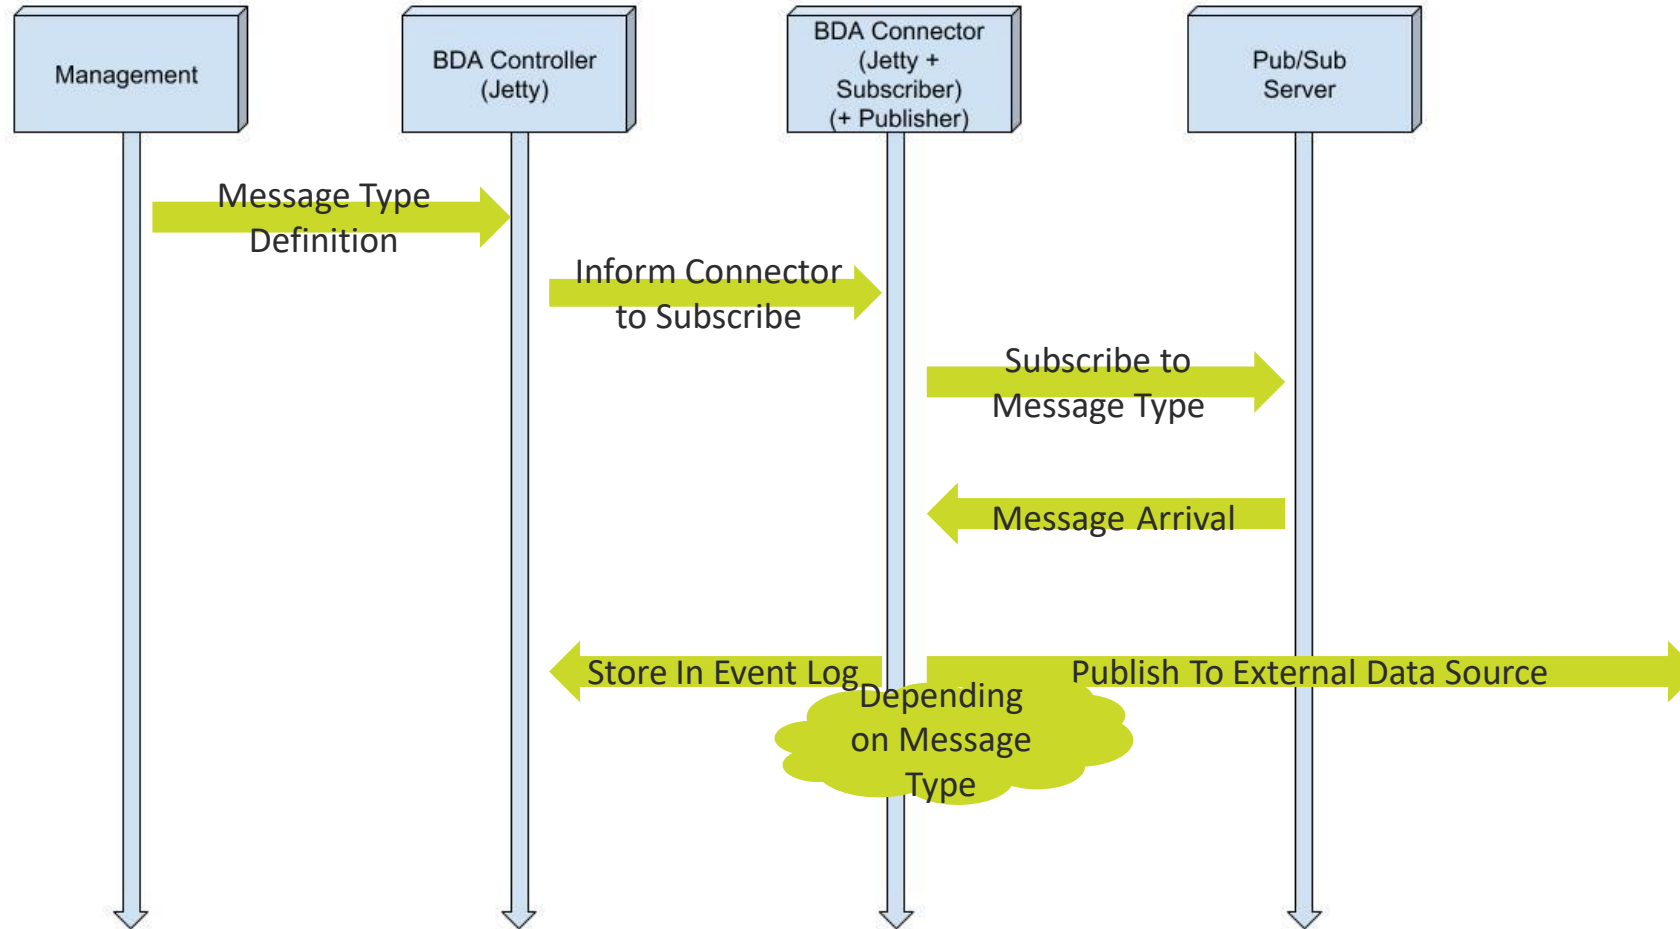 Management
BDA Controller
(Jetty)
BDA Connector
(Jetty +
Subscriber)
(+ Publisher)
Pub/Sub
Server
Message Type
Definition
Inform Connector
to Subscribe
Subscribe to
Message Type
Message Arrival
Store In Event Log
Publish To External Data Source
Depending
on Message
Type